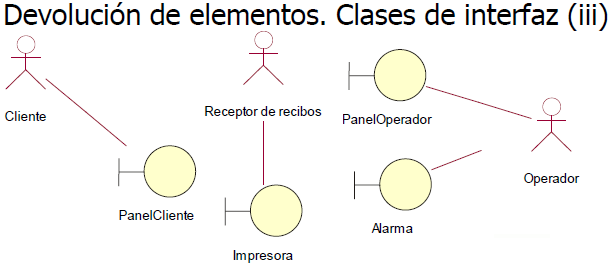 Devolución de elementos. Clases de interfaz (iii)
Cliente
Receptor de recibos
PanelOperador
Operador
PanelCliente
Impresora
Alarma